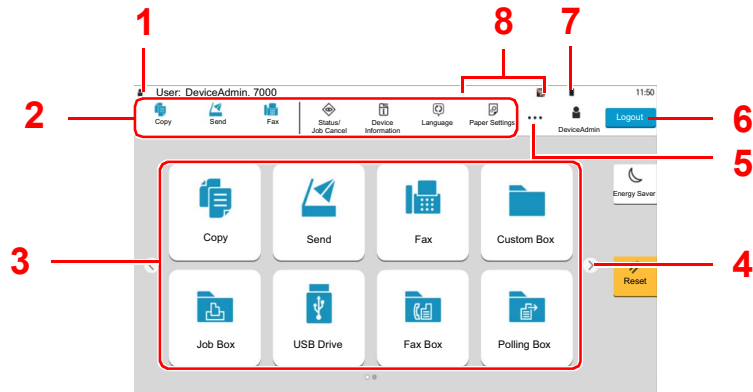 1 8 7
User: DeviceAdmin. 7000 11:50
2 Copy Send Fax Status/ Job Cancel Device Information Language Paper Settings ... DeviceAdmin Logout 6
5
Energy Saver
Copy Send Fax Custom Box
3 4
Reset
Job Box USB Drive Fax Box Polling Box